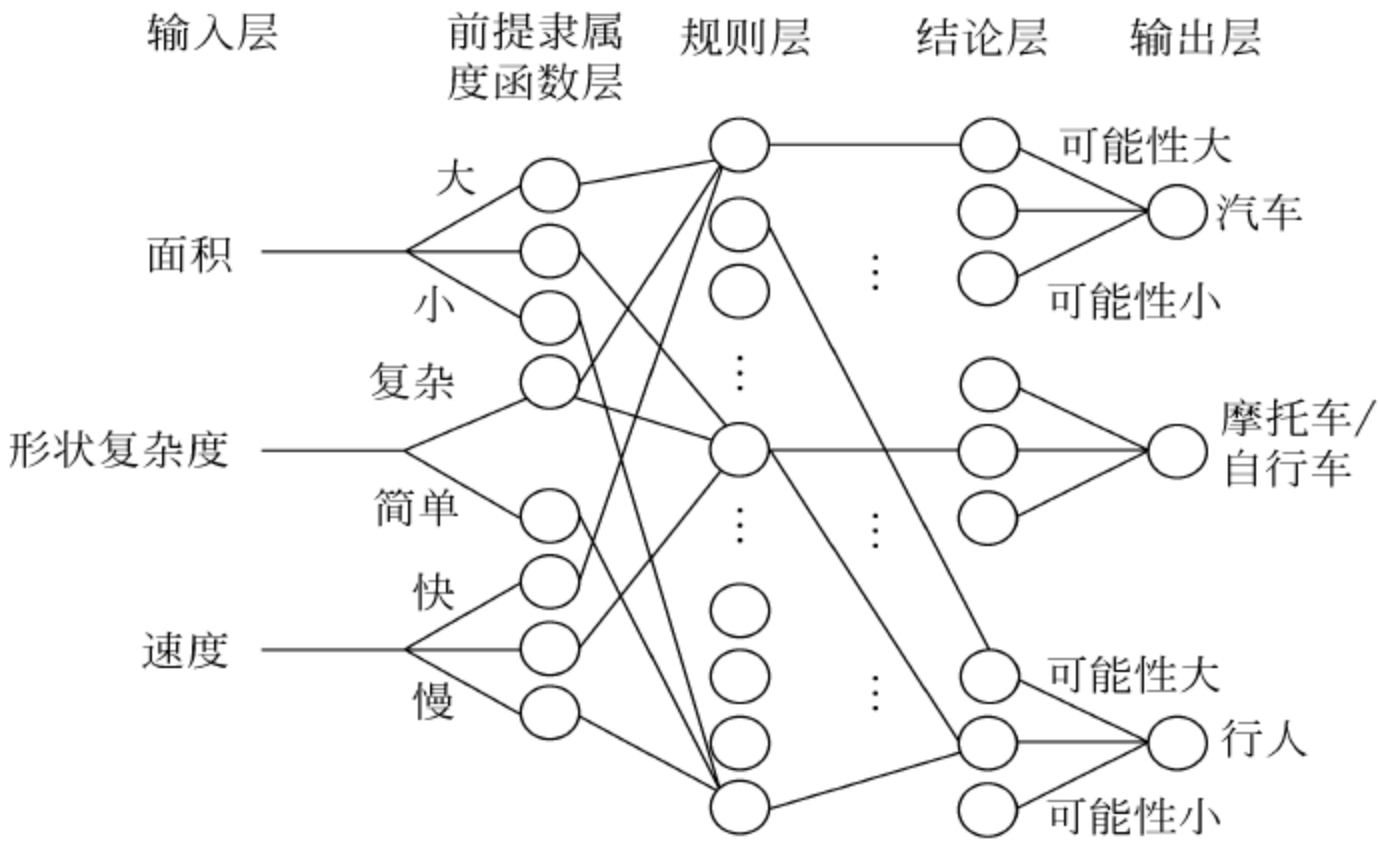 输入层
前提隶属
度函数层
规则层
结论层
输出层
大
面积
小
复杂
形状复杂度
简单
快
速度
慢
可能性大
汽车
可能性小
摩托车/
自行车
可能性大
行人
可能性小